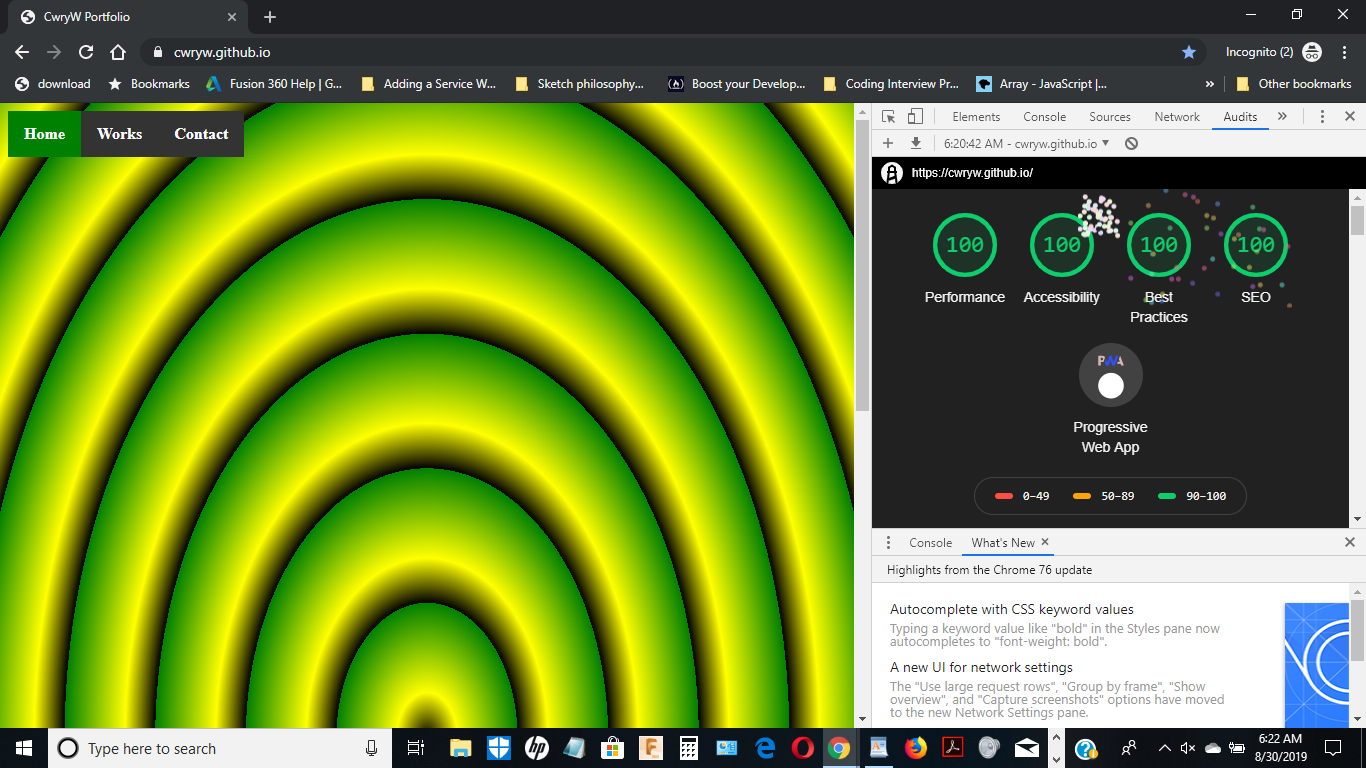 CwryW Portfolio
cwryw.github.io
Incognito (2)
download
Bookmarks
Fusion 360 Help | G...
Adding a Service W...
Sketch philosophy...
Boost your Develop...
Coding Interview Pr...
Array - JavaScript |...
»
Other bookmarks
Home Works Contact
Elements Console Sources Network Audits »
6:20:42 AM - cwryw.github.io
https://cwryw.github.io/
100 100 100 100
Performance Accessibility Best SEO
Practices
PWA
Progressive
Web App
0–49 50–89 90–100
Console What's New
Highlights from the Chrome 76 update
Autocomplete with CSS keyword values
Typing a keyword value like "bold" in the Styles pane now
autocompletes to "font-weight: bold".
A new UI for network settings
The "Use large request rows", "Group by frame", "Show
overview", and "Capture screenshots" options have moved
to the new Network Settings pane.
Type here to search
hp
6:22 AM
8/30/2019